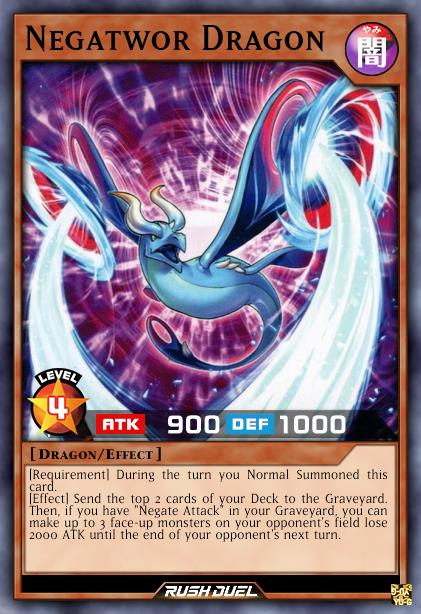 NEGATWOR DRAGON
やみ
闇
LEVEL
4
ATK 900 DEF 1000
[DRAGON/EFFECT]
[Requirement] During the turn you Normal Summoned this
card.
[Effect] Send the top 2 cards of your Deck to the Graveyard.
Then, if you have "Negate Attack" in your Graveyard, you can
make up to 3 face-up monsters on your opponent's field lose
2000 ATK until the end of your opponent's next turn.
RUSH DUEL